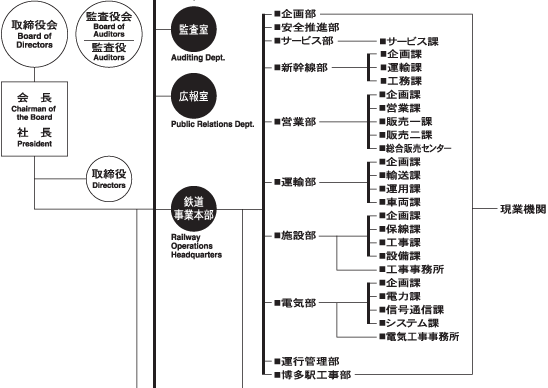 取締役会
Board of
Directors
監査役会
Board of
Auditors
監査役
Auditors
会長
Chairman of
the Board
社長
President
取締役
Directors
監査室
Auditing Dept.
広報室
Public Relations Dept.
鉄道
事業本部
Railway
Operations
Headquarters
■企画部
■安全推進部
■サービス部
■サービス課
■新幹線部
■企画課
■運輸課
■工務課
■営業部
■企画課
■営業課
■販売一課
■販売二課
■総合販売センター
■運輸部
■企画課
■輸送課
■運用課
■車両課
■施設部
■企画課
■保線課
■工事課
■設備課
■工事事務所
■電気部
■企画課
■電力課
■信号通信課
■システム課
■電気工事事務所
■運行管理部
■博多駅工事部
現業機関